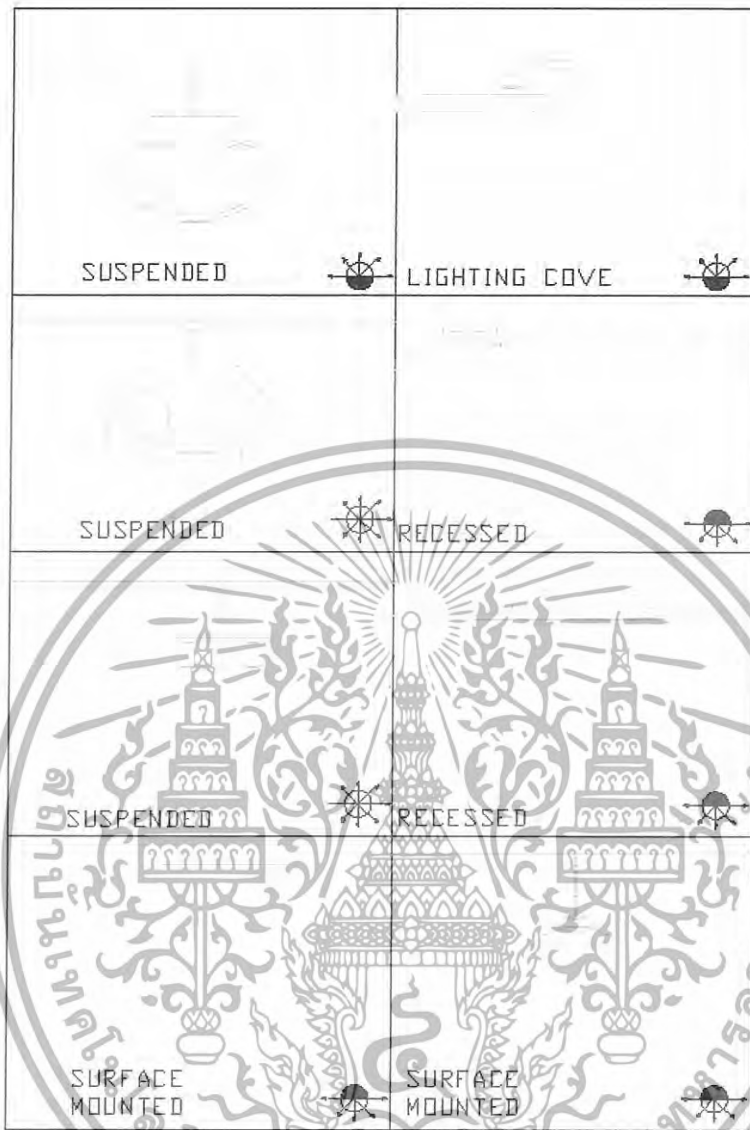 SUSPENDED
LIGHTING COVE
SUSPENDED
RECESSED
SUSPENDED
RECESSED
SURFACE
MOUNTED
SURFACE
MOUNTED